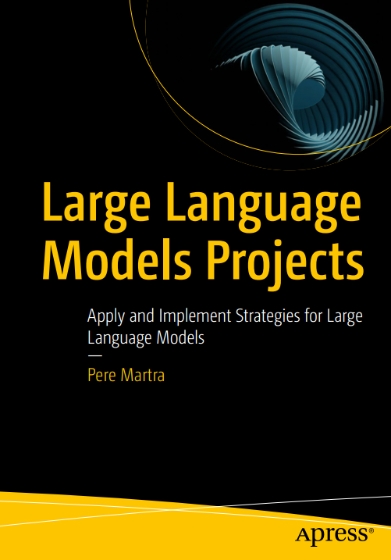 Large Language
Models Projects
Apply and Implement Strategies for Large
Language Models
—
Pere Martra
Apress®